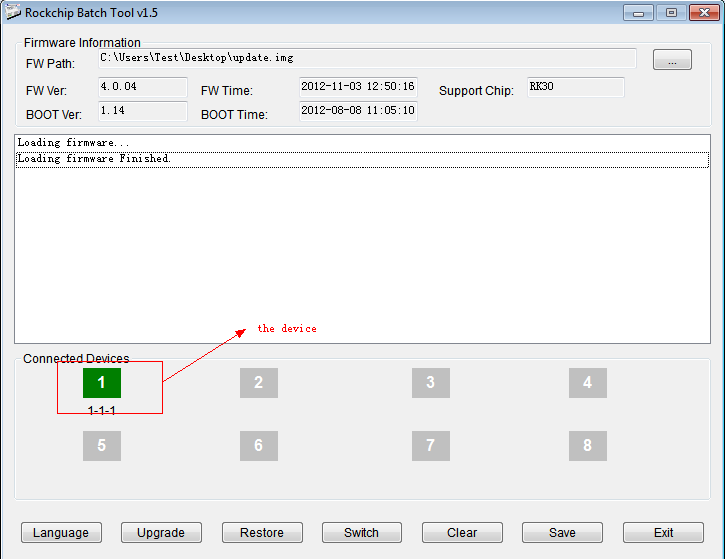 Rockchip Batch Tool v1.5
Firmware Information
FW Path: C:\Users\Test\Desktop\update.img ...
FW Ver: 4.0.04 FW Time: 2012-11-03 12:50:16 Support Chip: RK30
BOOT Ver: 1.14 BOOT Time: 2012-08-08 11:05:10
Loading firmware...
Loading firmware Finished.
the device
Connected Devices
1 2 3 4
1-1-1
5 6 7 8
Language Upgrade Restore Switch Clear Save Exit